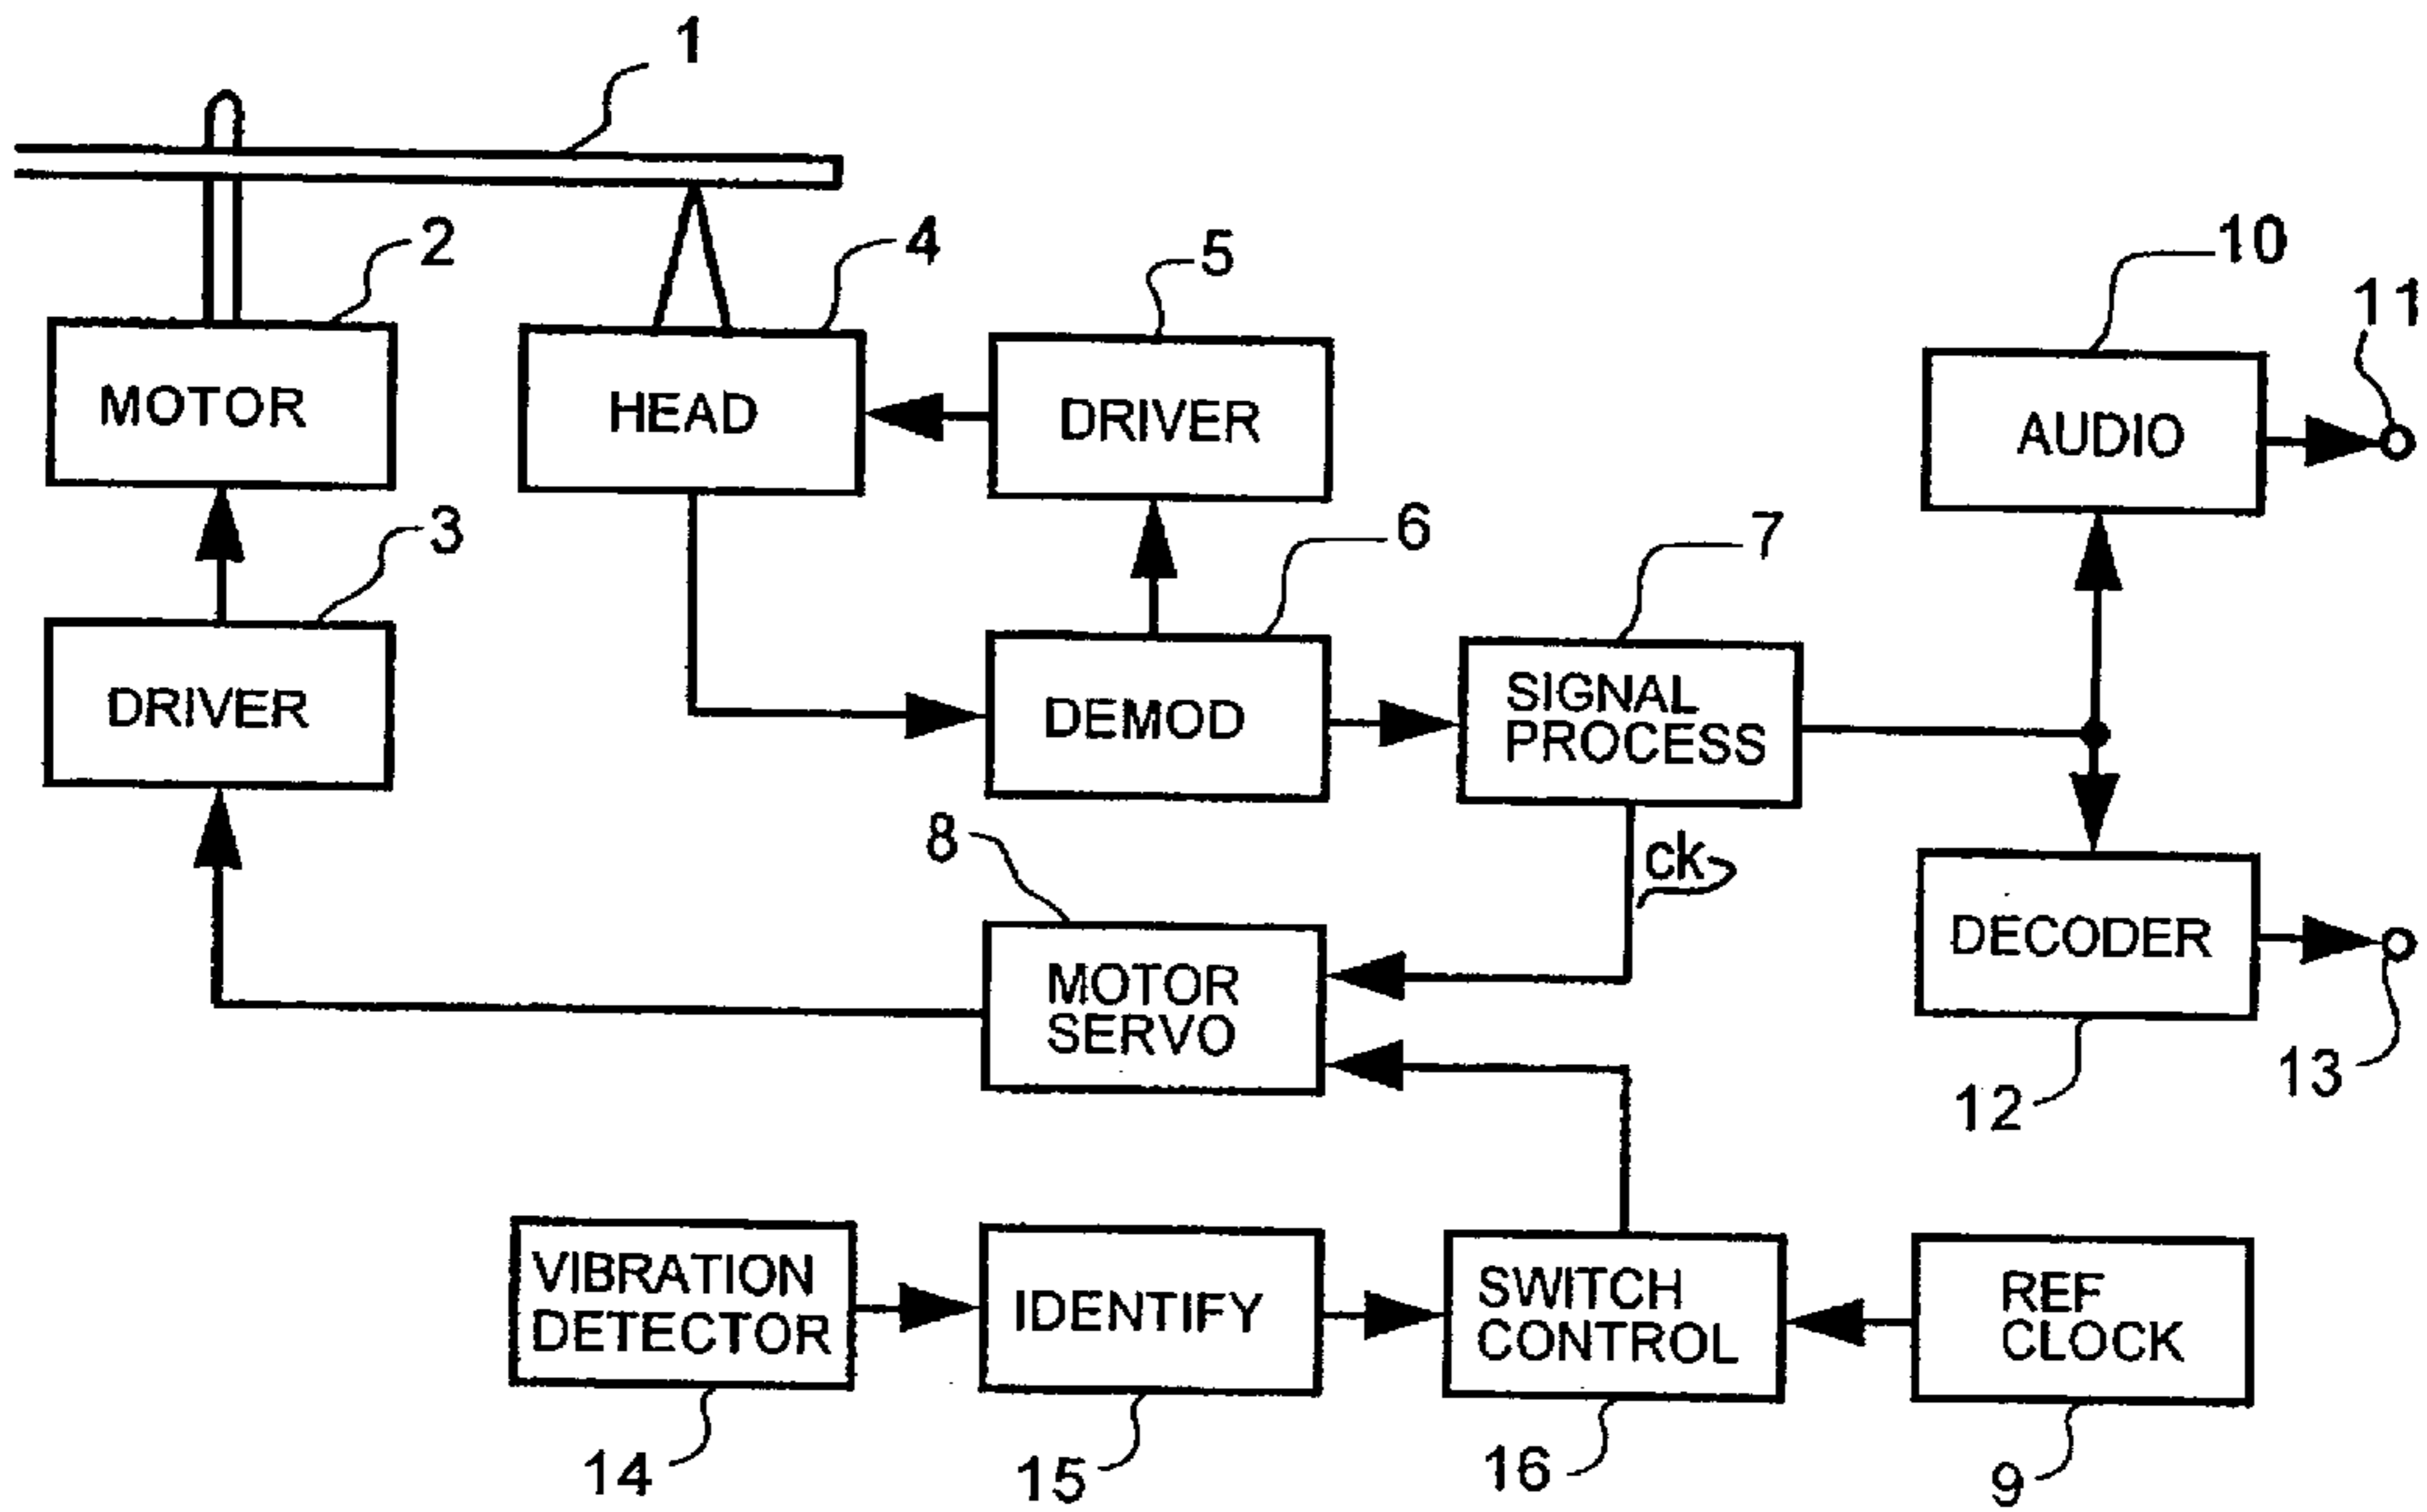 1
2
4
5
10
11
MOTOR
HEAD
DRIVER
AUDIO
3
6
7
DRIVER
DEMOD
SIGNAL
PROCESS
8
ck
DECODER
MOTOR
SERVO
12
13
VIBRATION
DETECTOR
IDENTIFY
SWITCH
CONTROL
REF
CLOCK
14
15
16
9